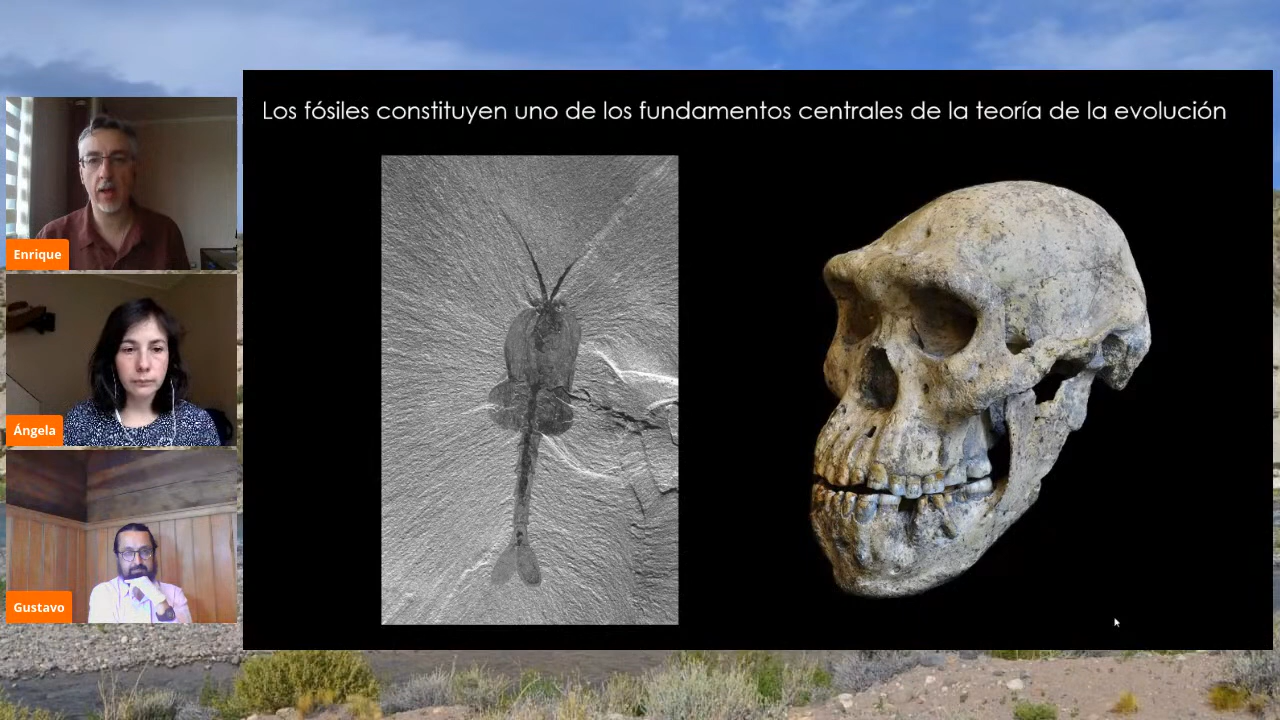 Los fósiles constituyen uno de los fundamentos centrales de la teoría de la evolución
Enrique
Ángela
Gustavo